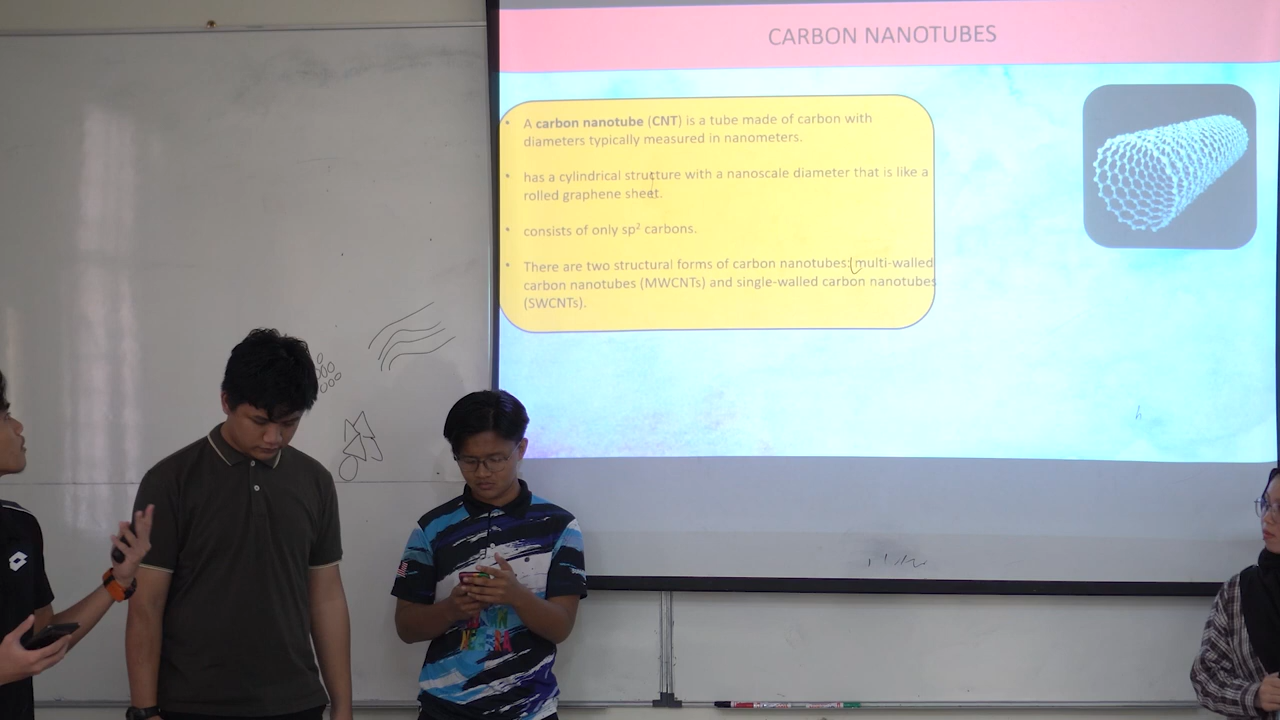 CARBON NANOTUBES
• A carbon nanotube (CNT) is a tube made of carbon with
diameters typically measured in nanometers.
• has a cylindrical structure with a nanoscale diameter that is like a
rolled graphene sheet.
• consists of only sp² carbons.
• There are two structural forms of carbon nanotubes: multi-walled
carbon nanotubes (MWCNTs) and single-walled carbon nanotubes
(SWCNTs).